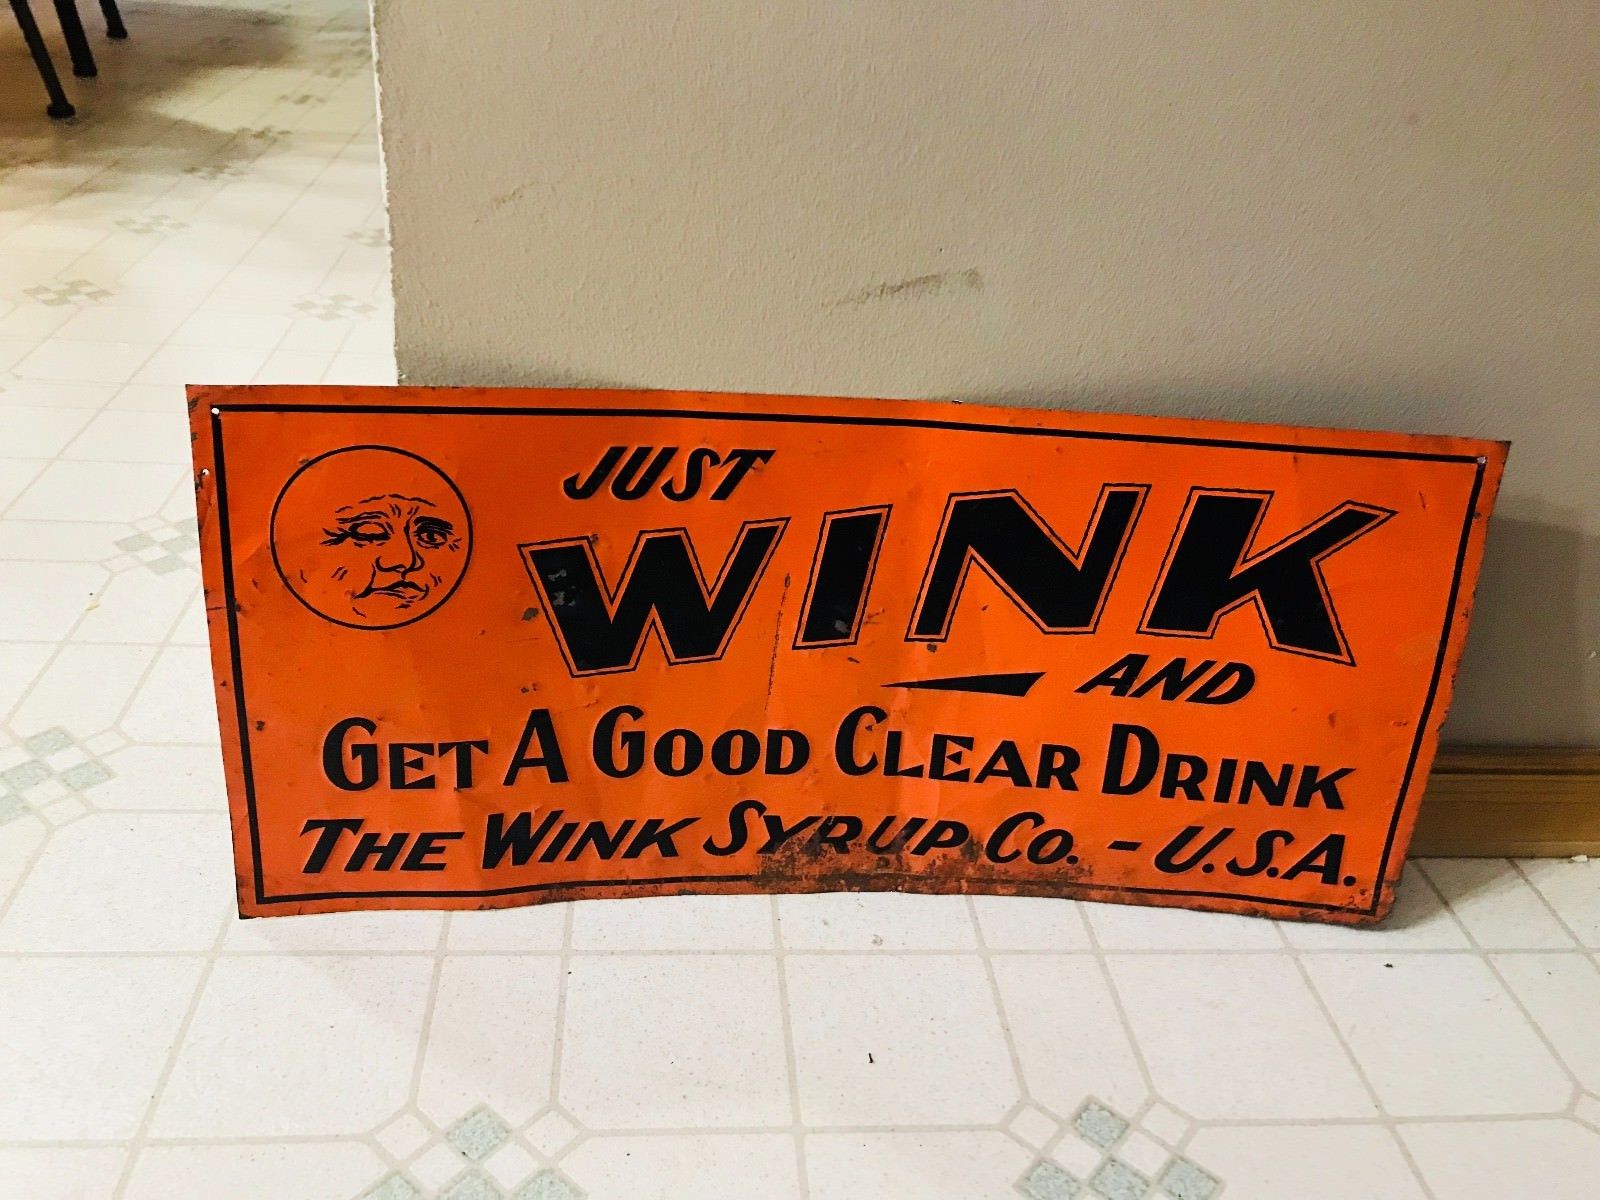 JUST
WINK
AND
GET A GOOD CLEAR DRINK
THE WINK SYRUP CO. - U.S.A.